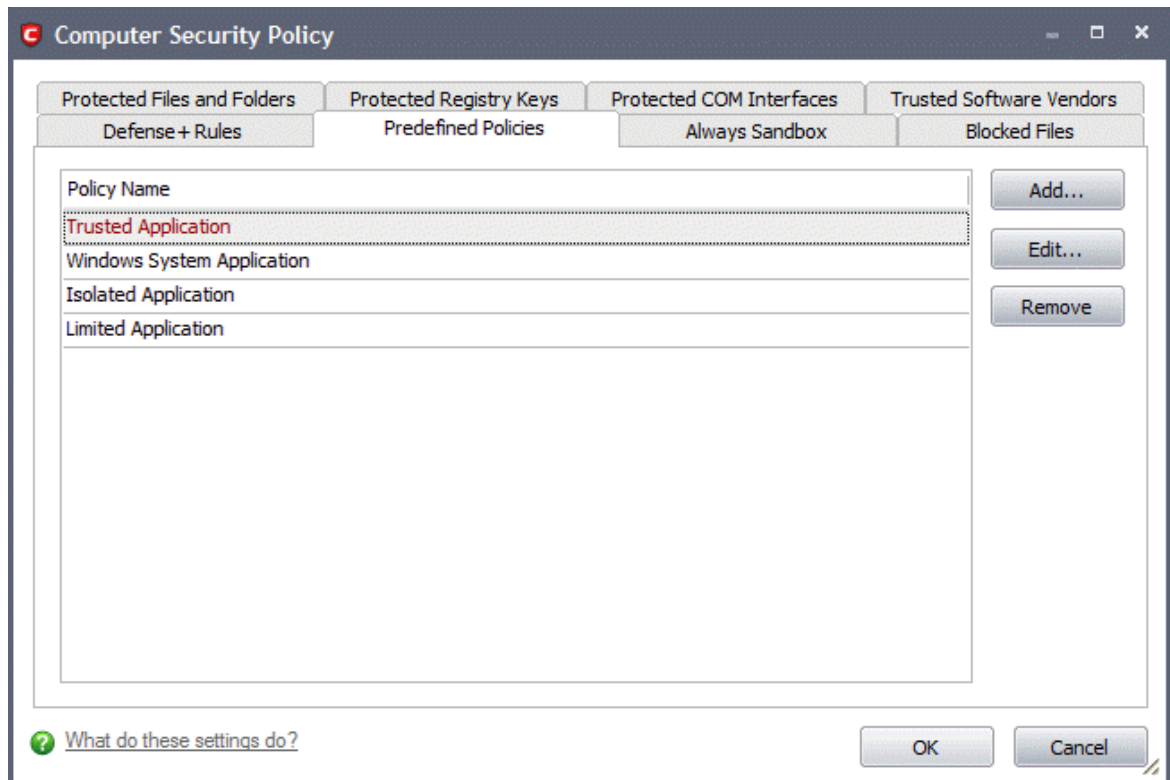 Computer Security Policy
Protected Files and Folders Protected Registry Keys Protected COM Interfaces Trusted Software Vendors
Defense+ Rules Predefined Policies Always Sandbox Blocked Files
Policy Name
Add...
Trusted Application
Windows System Application
Edit...
Isolated Application
Remove
Limited Application
What do these settings do?
OK Cancel